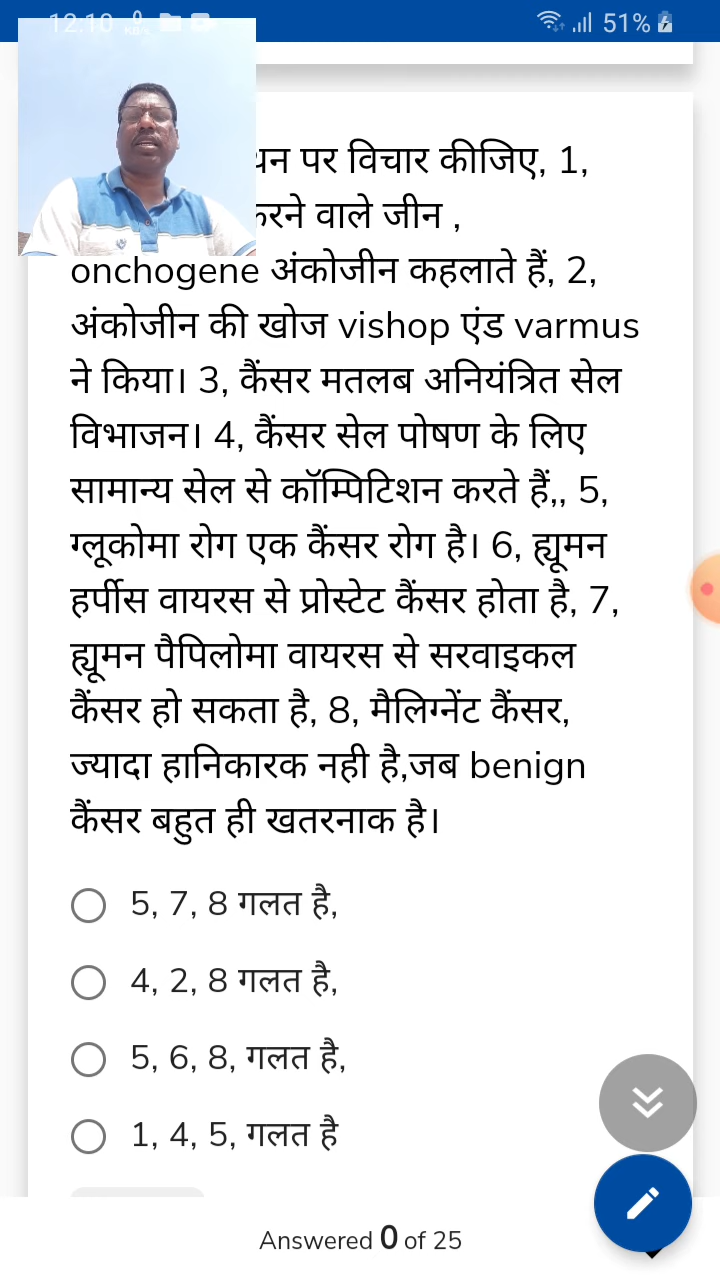 12:10
51%
थन पर विचार कीजिए, 1,
रने वाले जीन ,
onchogene अंकोजीन कहलाते हैं, 2,
अंकोजीन की खोज vishop एंड varmus
ने किया। 3, कैंसर मतलब अनियंत्रित सेल
विभाजन। 4, कैंसर सेल पोषण के लिए
सामान्य सेल से कॉम्पिटिशन करते हैं,, 5,
ग्लूकोमा रोग एक कैंसर रोग है। 6, ह्यूमन
हर्पीस वायरस से प्रोस्टेट कैंसर होता है, 7,
ह्यूमन पैपिलोमा वायरस से सरवाइकल
कैंसर हो सकता है, 8, मैलिग्नेंट कैंसर,
ज्यादा हानिकारक नही है,जब benign
कैंसर बहुत ही खतरनाक है।
5, 7, 8 गलत है,
4, 2, 8 गलत है,
5, 6, 8, गलत है,
1, 4, 5, गलत है
Answered 0 of 25